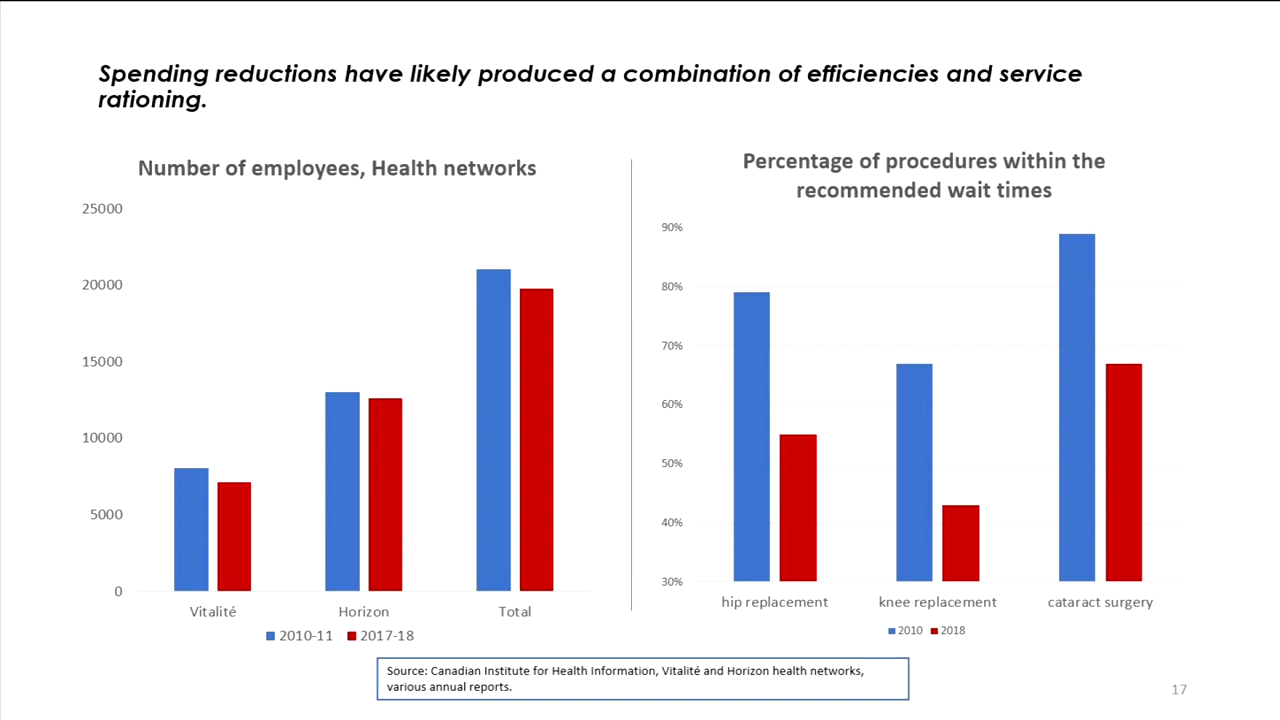 Spending reductions have likely produced a combination of efficiencies and service
rationing.
Number of employees, Health networks
25000
20000
15000
10000
5000
0
Vitalité
Horizon
Total
2010-11
2017-18
Percentage of procedures within the
recommended wait times
90%
80%
70%
60%
50%
40%
30%
hip replacement
knee replacement
cataract surgery
2010
2018
Source: Canadian Institute for Health Information, Vitalité and Horizon health networks,
various annual reports.
17